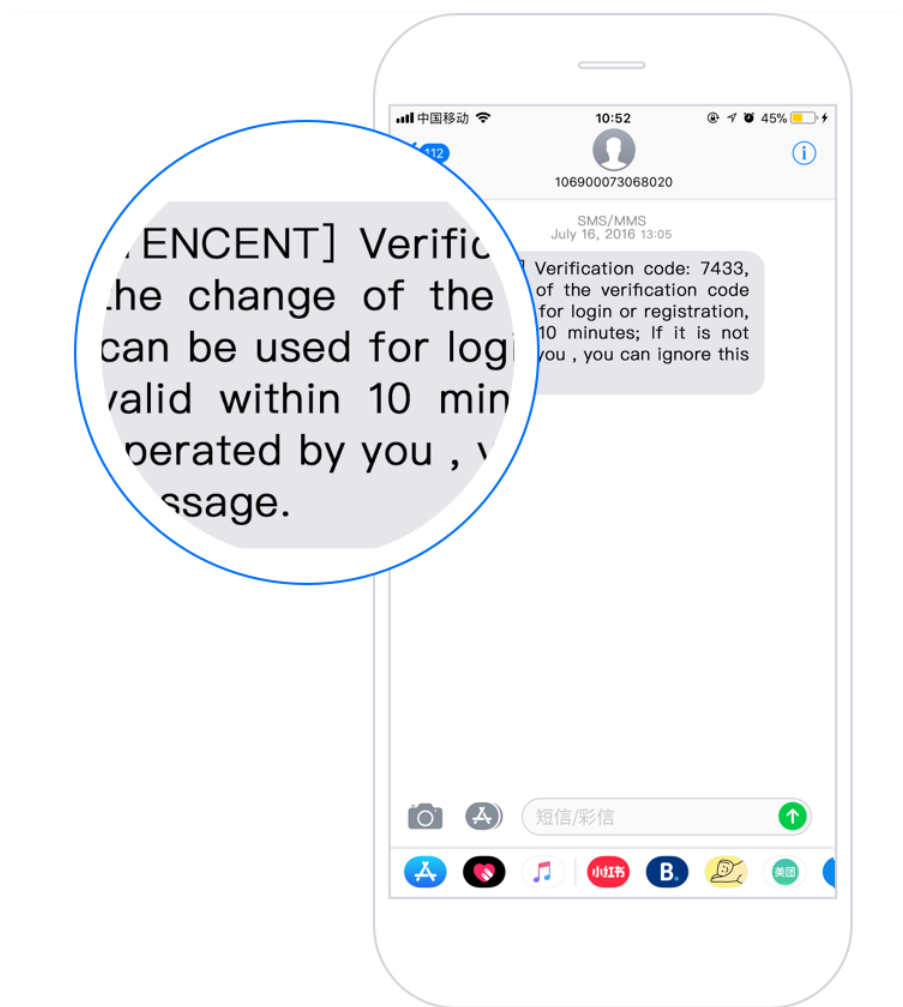 中国移动
10:52
45%
112
106900073068020
SMS/MMS
July 16, 2016 13:05
ENCENT] Verific
the change of the
can be used for logi
valid within 10 min
perated by you , y
ssage.
] Verification code: 7433,
of the verification code
for login or registration,
10 minutes; If it is not
you , you can ignore this
短信/彩信
小红书
B.
美团